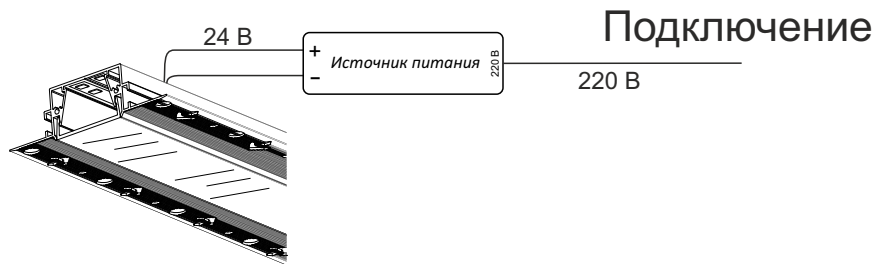 Подключение
24 В
+
Источник питания
220 В
–
220 В